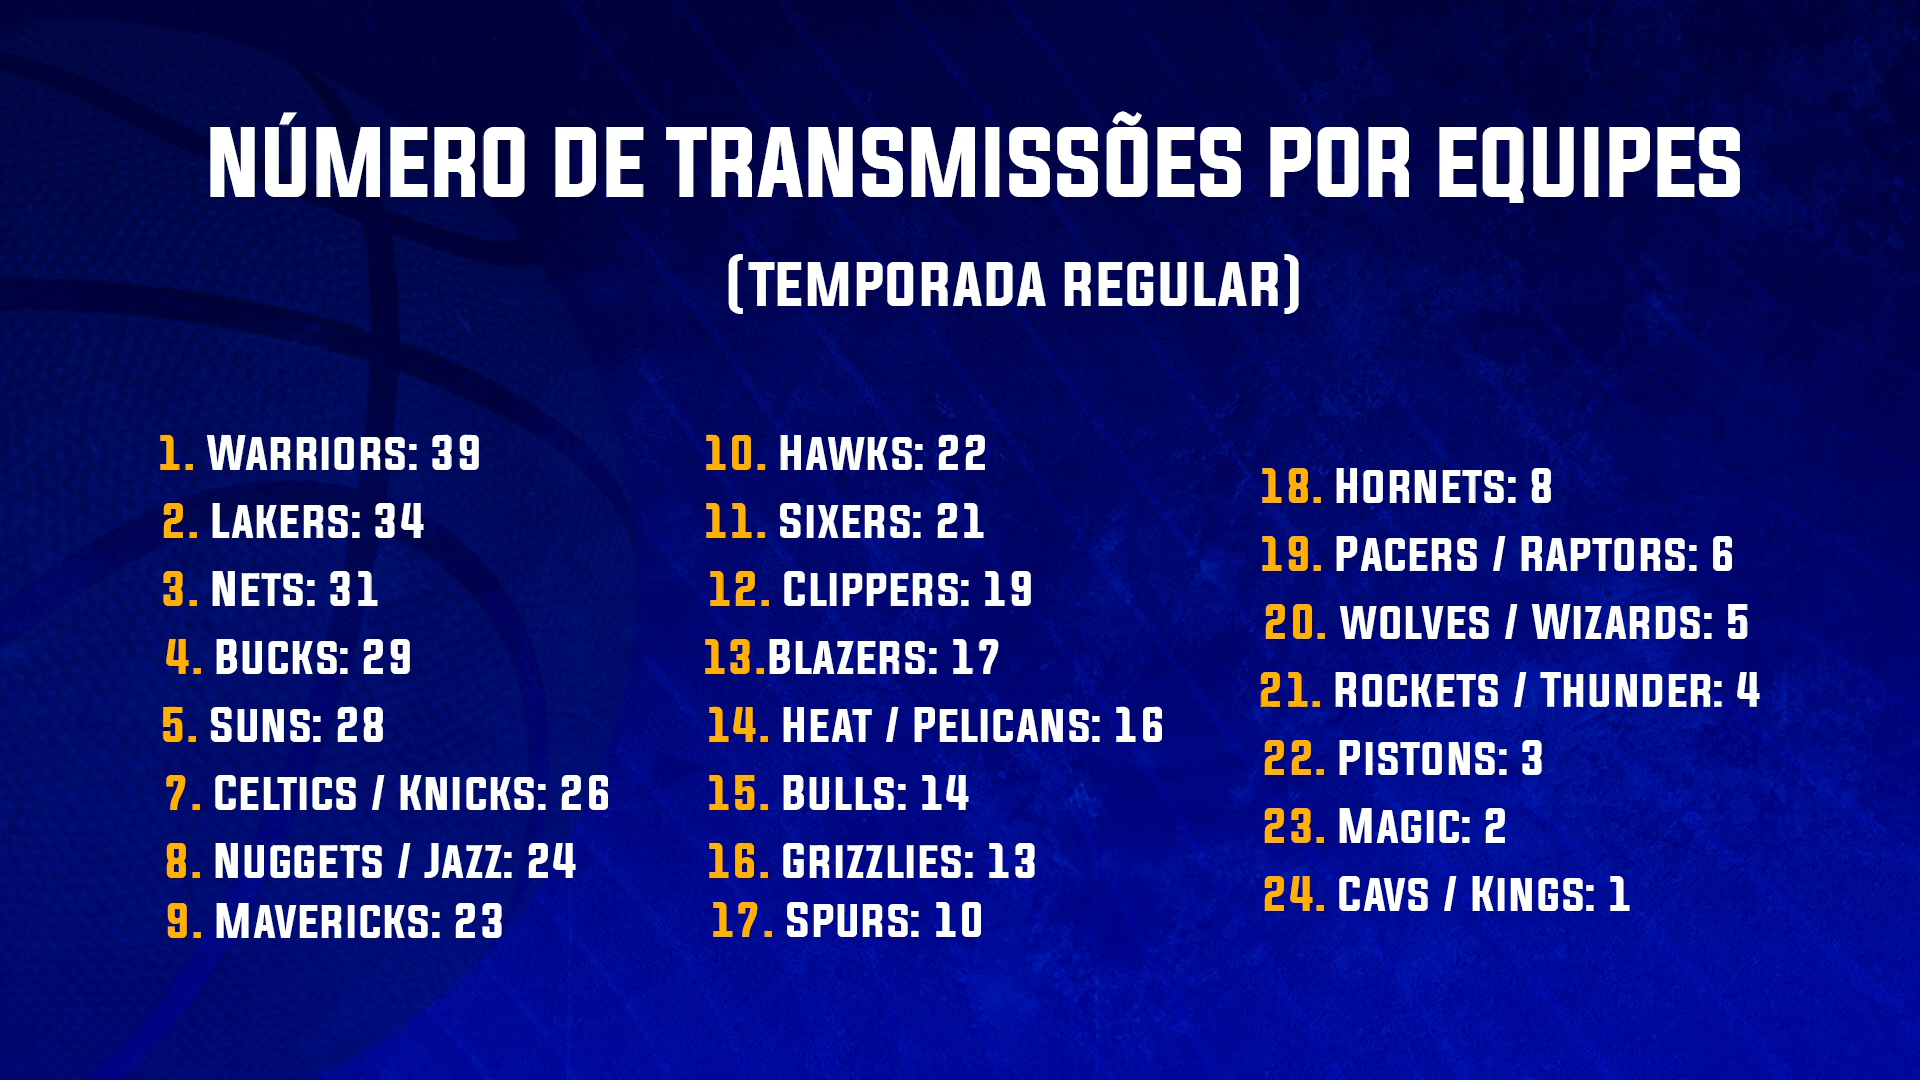 NÚMERO DE TRANSMISSÕES POR EQUIPES
(TEMPORADA REGULAR)
1. WARRIORS: 39
2. LAKERS: 34
3. NETS: 31
4. BUCKS: 29
5. SUNS: 28
7. CELTICS / KNICKS: 26
8. NUGGETS / JAZZ: 24
9. MAVERICKS: 23
10. HAWKS: 22
11. SIXERS: 21
12. CLIPPERS: 19
13.BLAZERS: 17
14. HEAT / PELICANS: 16
15. BULLS: 14
16. GRIZZLIES: 13
17. SPURS: 10
18. HORNETS: 8
19. PACERS / RAPTORS: 6
20. WOLVES / WIZARDS: 5
21. ROCKETS / THUNDER: 4
22. PISTONS: 3
23. MAGIC: 2
24. CAVS / KINGS: 1